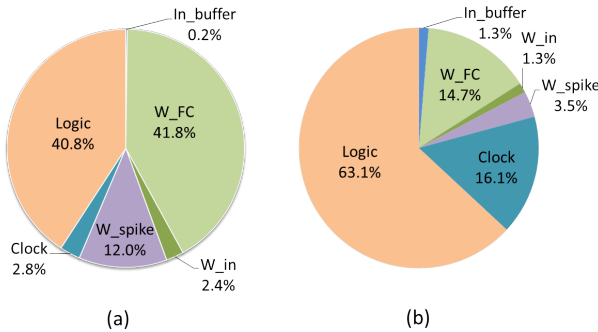 In_buffer
0.2%
W_FC
41.8%
Logic
40.8%
W_spike
12.0%
Clock
2.8%
W_in
2.4%
(a)
In_buffer
1.3%
W_in
1.3%
W_FC
14.7%
W_spike
3.5%
Logic
63.1%
Clock
16.1%
(b)